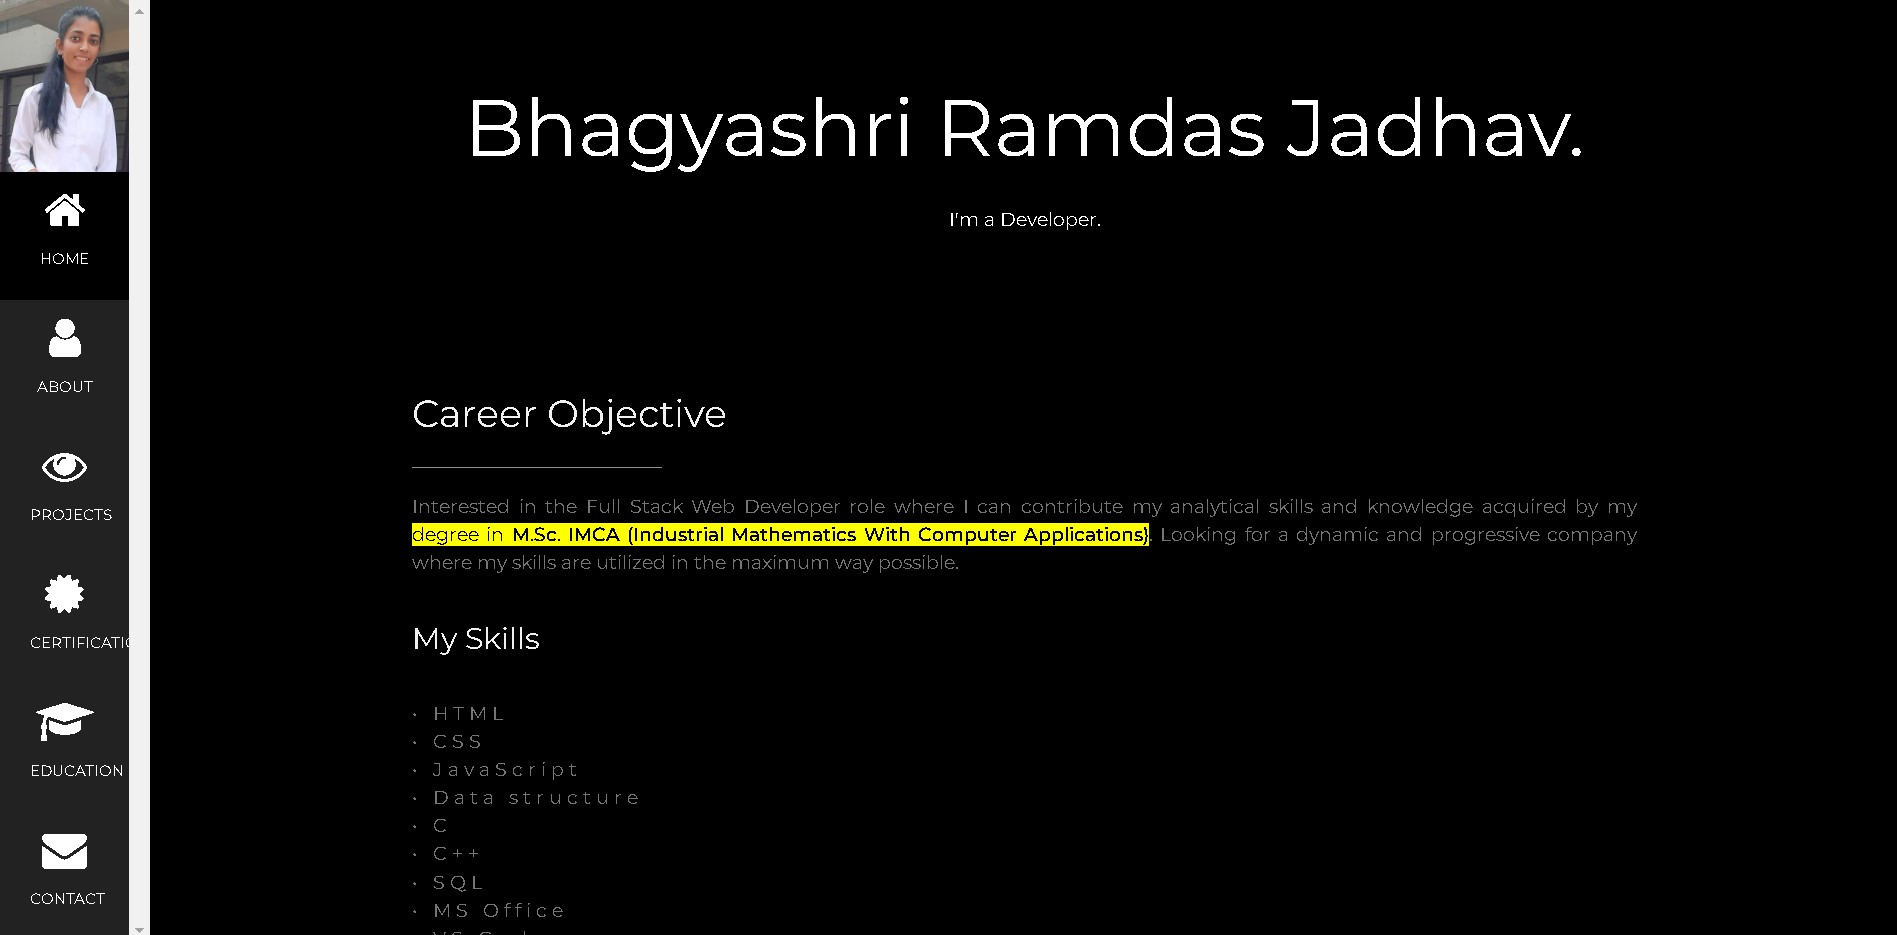 HOME
ABOUT
PROJECTS
CERTIFICATIO
EDUCATION
CONTACT
Bhagyashri Ramdas Jadhav.
I'm a Developer.
Career Objective
Interested in the Full Stack Web Developer role where I can contribute my analytical skills and knowledge acquired by my
degree in M.Sc. IMCA (Industrial Mathematics With Computer Applications). Looking for a dynamic and progressive company
where my skills are utilized in the maximum way possible.
My Skills
• HTML
• CSS
• JavaScript
• Data structure
• C
• C++
• SQL
• MS Office